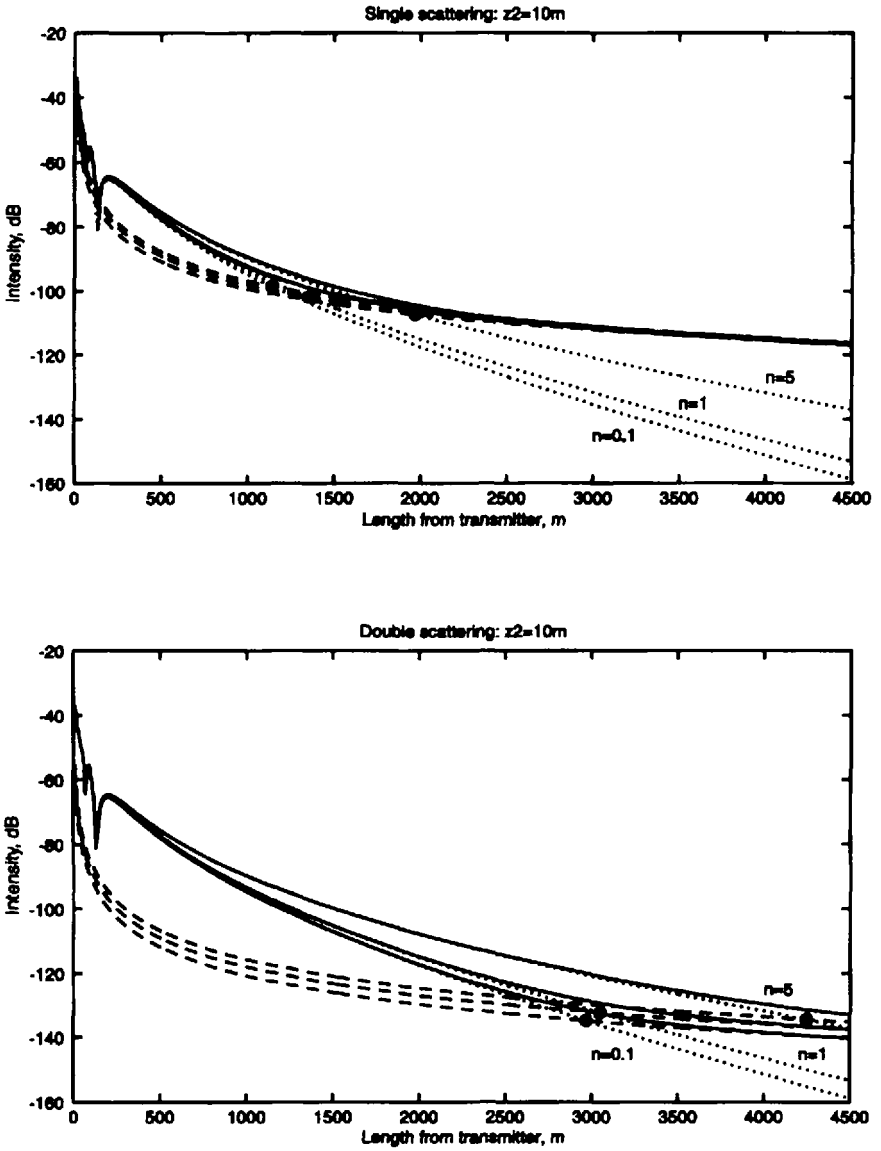 Single scattering: z2=10m
-20
-40
-60
-80
-100
-120
-140
-160
Intensity, dB
n=5
n=1
n=0.1
0 500 1000 1500 2000 2500 3000 3500 4000 4500
Length from transmitter, m
Double scattering: z2=10m
-20
-40
-60
-80
-100
-120
-140
-160
Intensity, dB
n=5
n=0.1 n=1
0 500 1000 1500 2000 2500 3000 3500 4000 4500
Length from transmitter, m